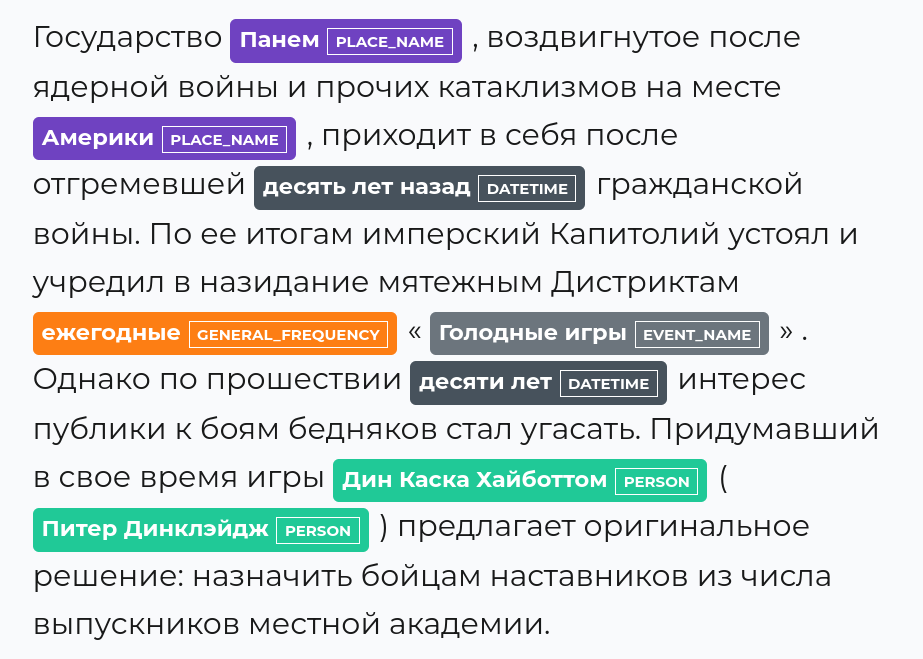 Государство Панем PLACE_NAME , воздвигнутое после
ядерной войны и прочих катаклизмов на месте
Америки PLACE_NAME , приходит в себя после
отгремевшей десять лет назад DATETIME гражданской
войны. По ее итогам имперский Капитолий устоял и
учредил в назидание мятежным Дистриктам
ежегодные GENERAL_FREQUENCY « Голодные игры EVENT_NAME » .
Однако по прошествии десяти лет DATETIME интерес
публики к боям бедняков стал угасать. Придумавший
в свое время игры Дин Каска Хайботтом PERSON (
Питер Динклэйдж PERSON ) предлагает оригинальное
решение: назначить бойцам наставников из числа
выпускников местной академии.